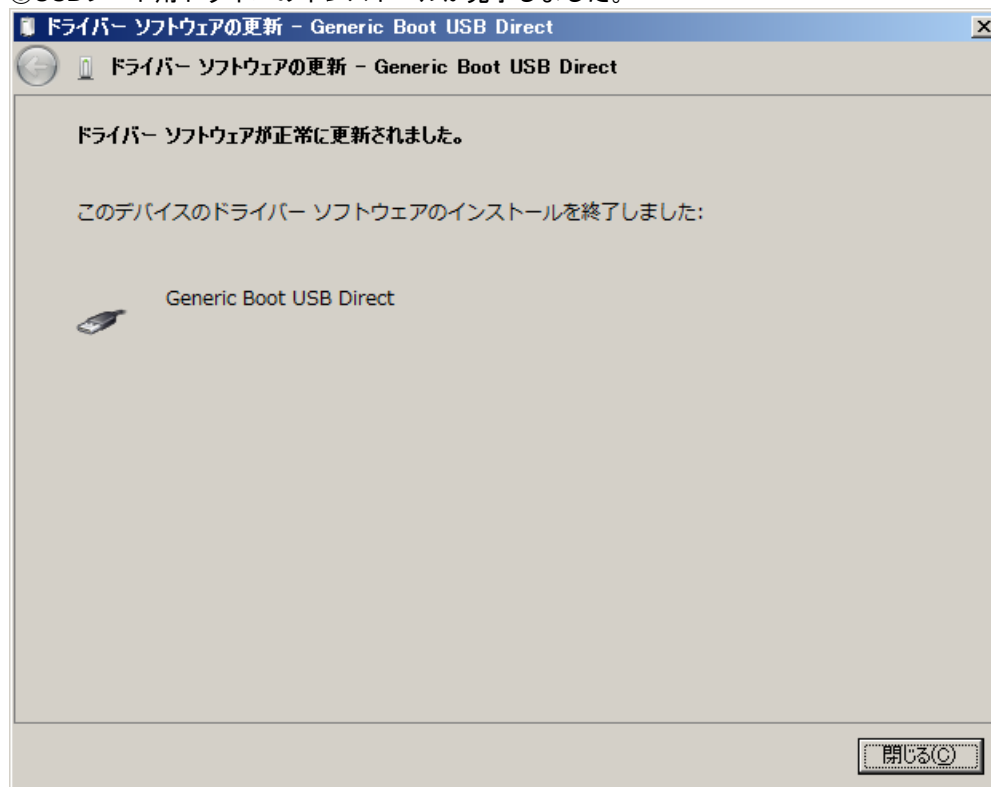 ドライバー ソフトウェアの更新 - Generic Boot USB Direct
ドライバー ソフトウェアの更新 - Generic Boot USB Direct
ドライバー ソフトウェアが正常に更新されました。
このデバイスのドライバー ソフトウェアのインストールを終了しました:
Generic Boot USB Direct
閉じる(C)